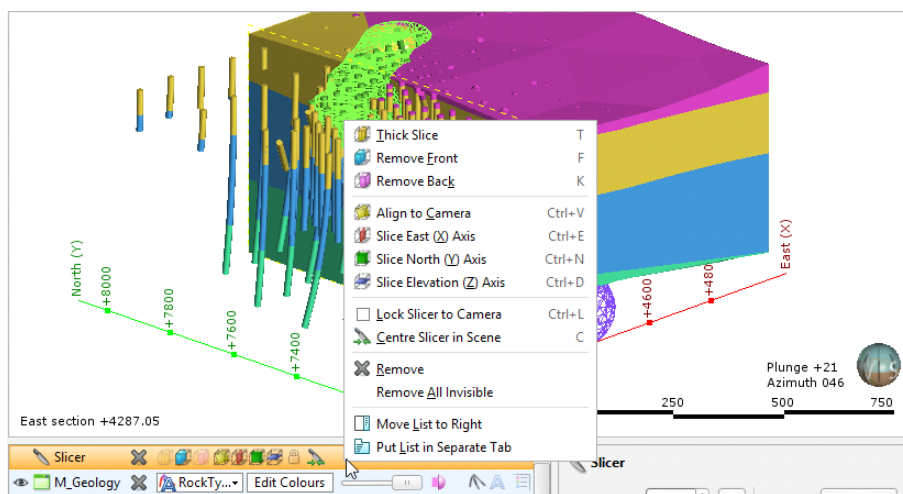 Thick Slice T
Remove Front F
Remove Back K
Align to Camera Ctrl+V
Slice East (X) Axis Ctrl+E
Slice North (Y) Axis Ctrl+N
Slice Elevation (Z) Axis Ctrl+D
Lock Slicer to Camera Ctrl+L
Centre Slicer in Scene C
Remove
Remove All Invisible
Move List to Right
Put List in Separate Tab
North (Y)
+8000
+7800
+7600
+7400
East (X)
+480
+4600
Plunge +21
Azimuth 046
250 500 750
East section +4287.05
Slicer
Slicer
M_Geology RockTy... Edit Colours